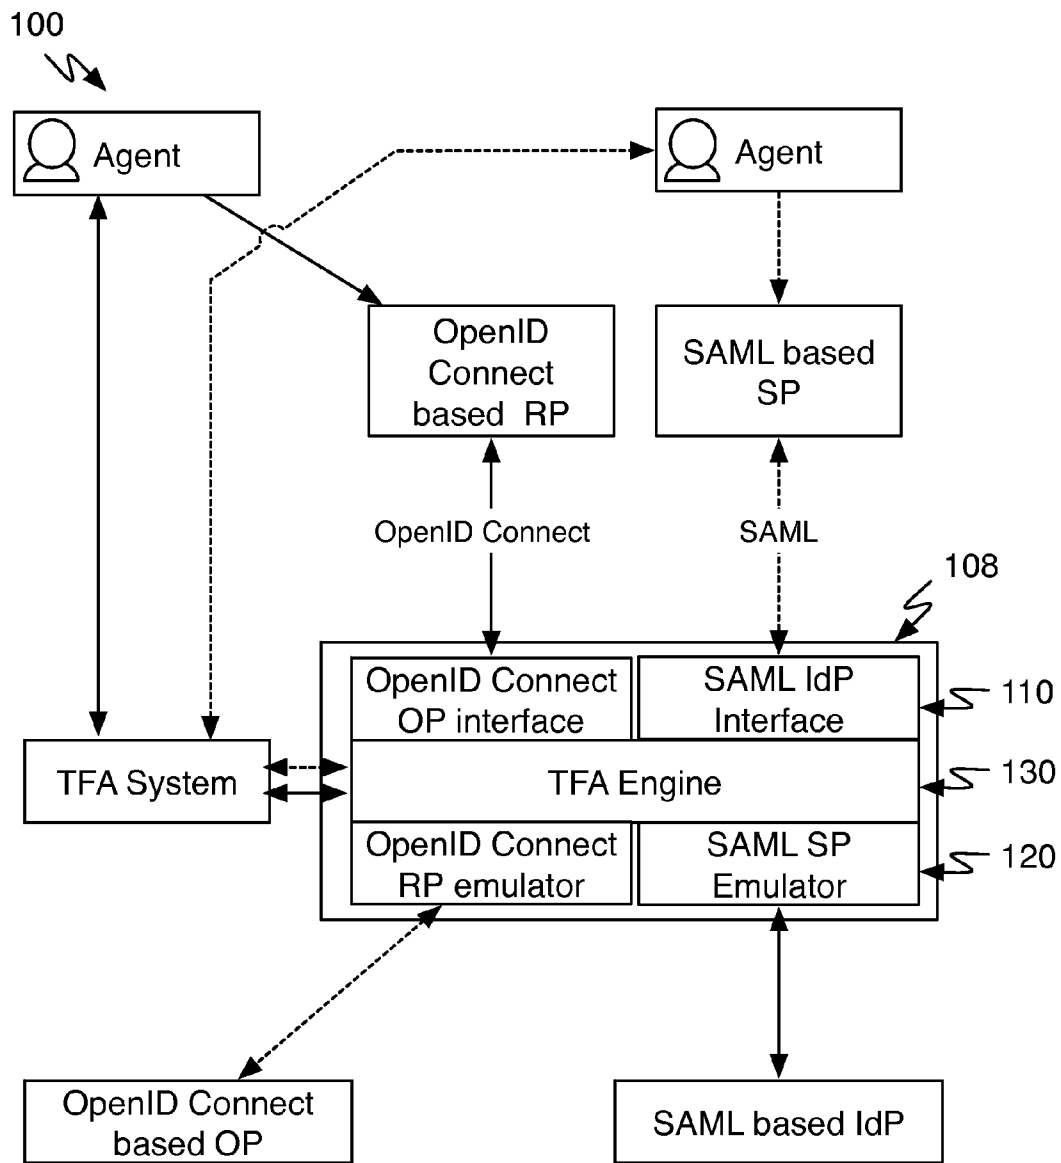 100
Agent
Agent
OpenID
Connect
based RP
SAML based
SP
OpenID Connect
SAML
108
OpenID Connect
OP interface
SAML IdP
Interface
110
TFA System
TFA Engine
130
OpenID Connect
RP emulator
SAML SP
Emulator
120
OpenID Connect
based OP
SAML based IdP